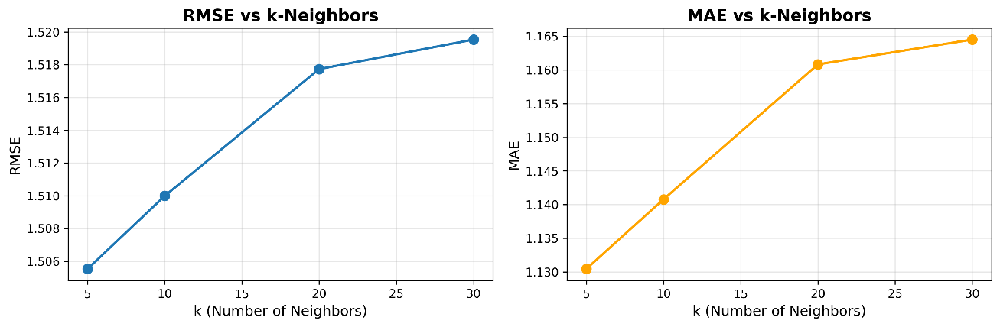 RMSE vs k-Neighbors
1.520
1.518
1.516
1.514
1.512
1.510
1.508
1.506
RMSE
5 10 15 20 25 30
k (Number of Neighbors)
MAE vs k-Neighbors
1.165
1.160
1.155
1.150
1.145
1.140
1.135
1.130
MAE
5 10 15 20 25 30
k (Number of Neighbors)